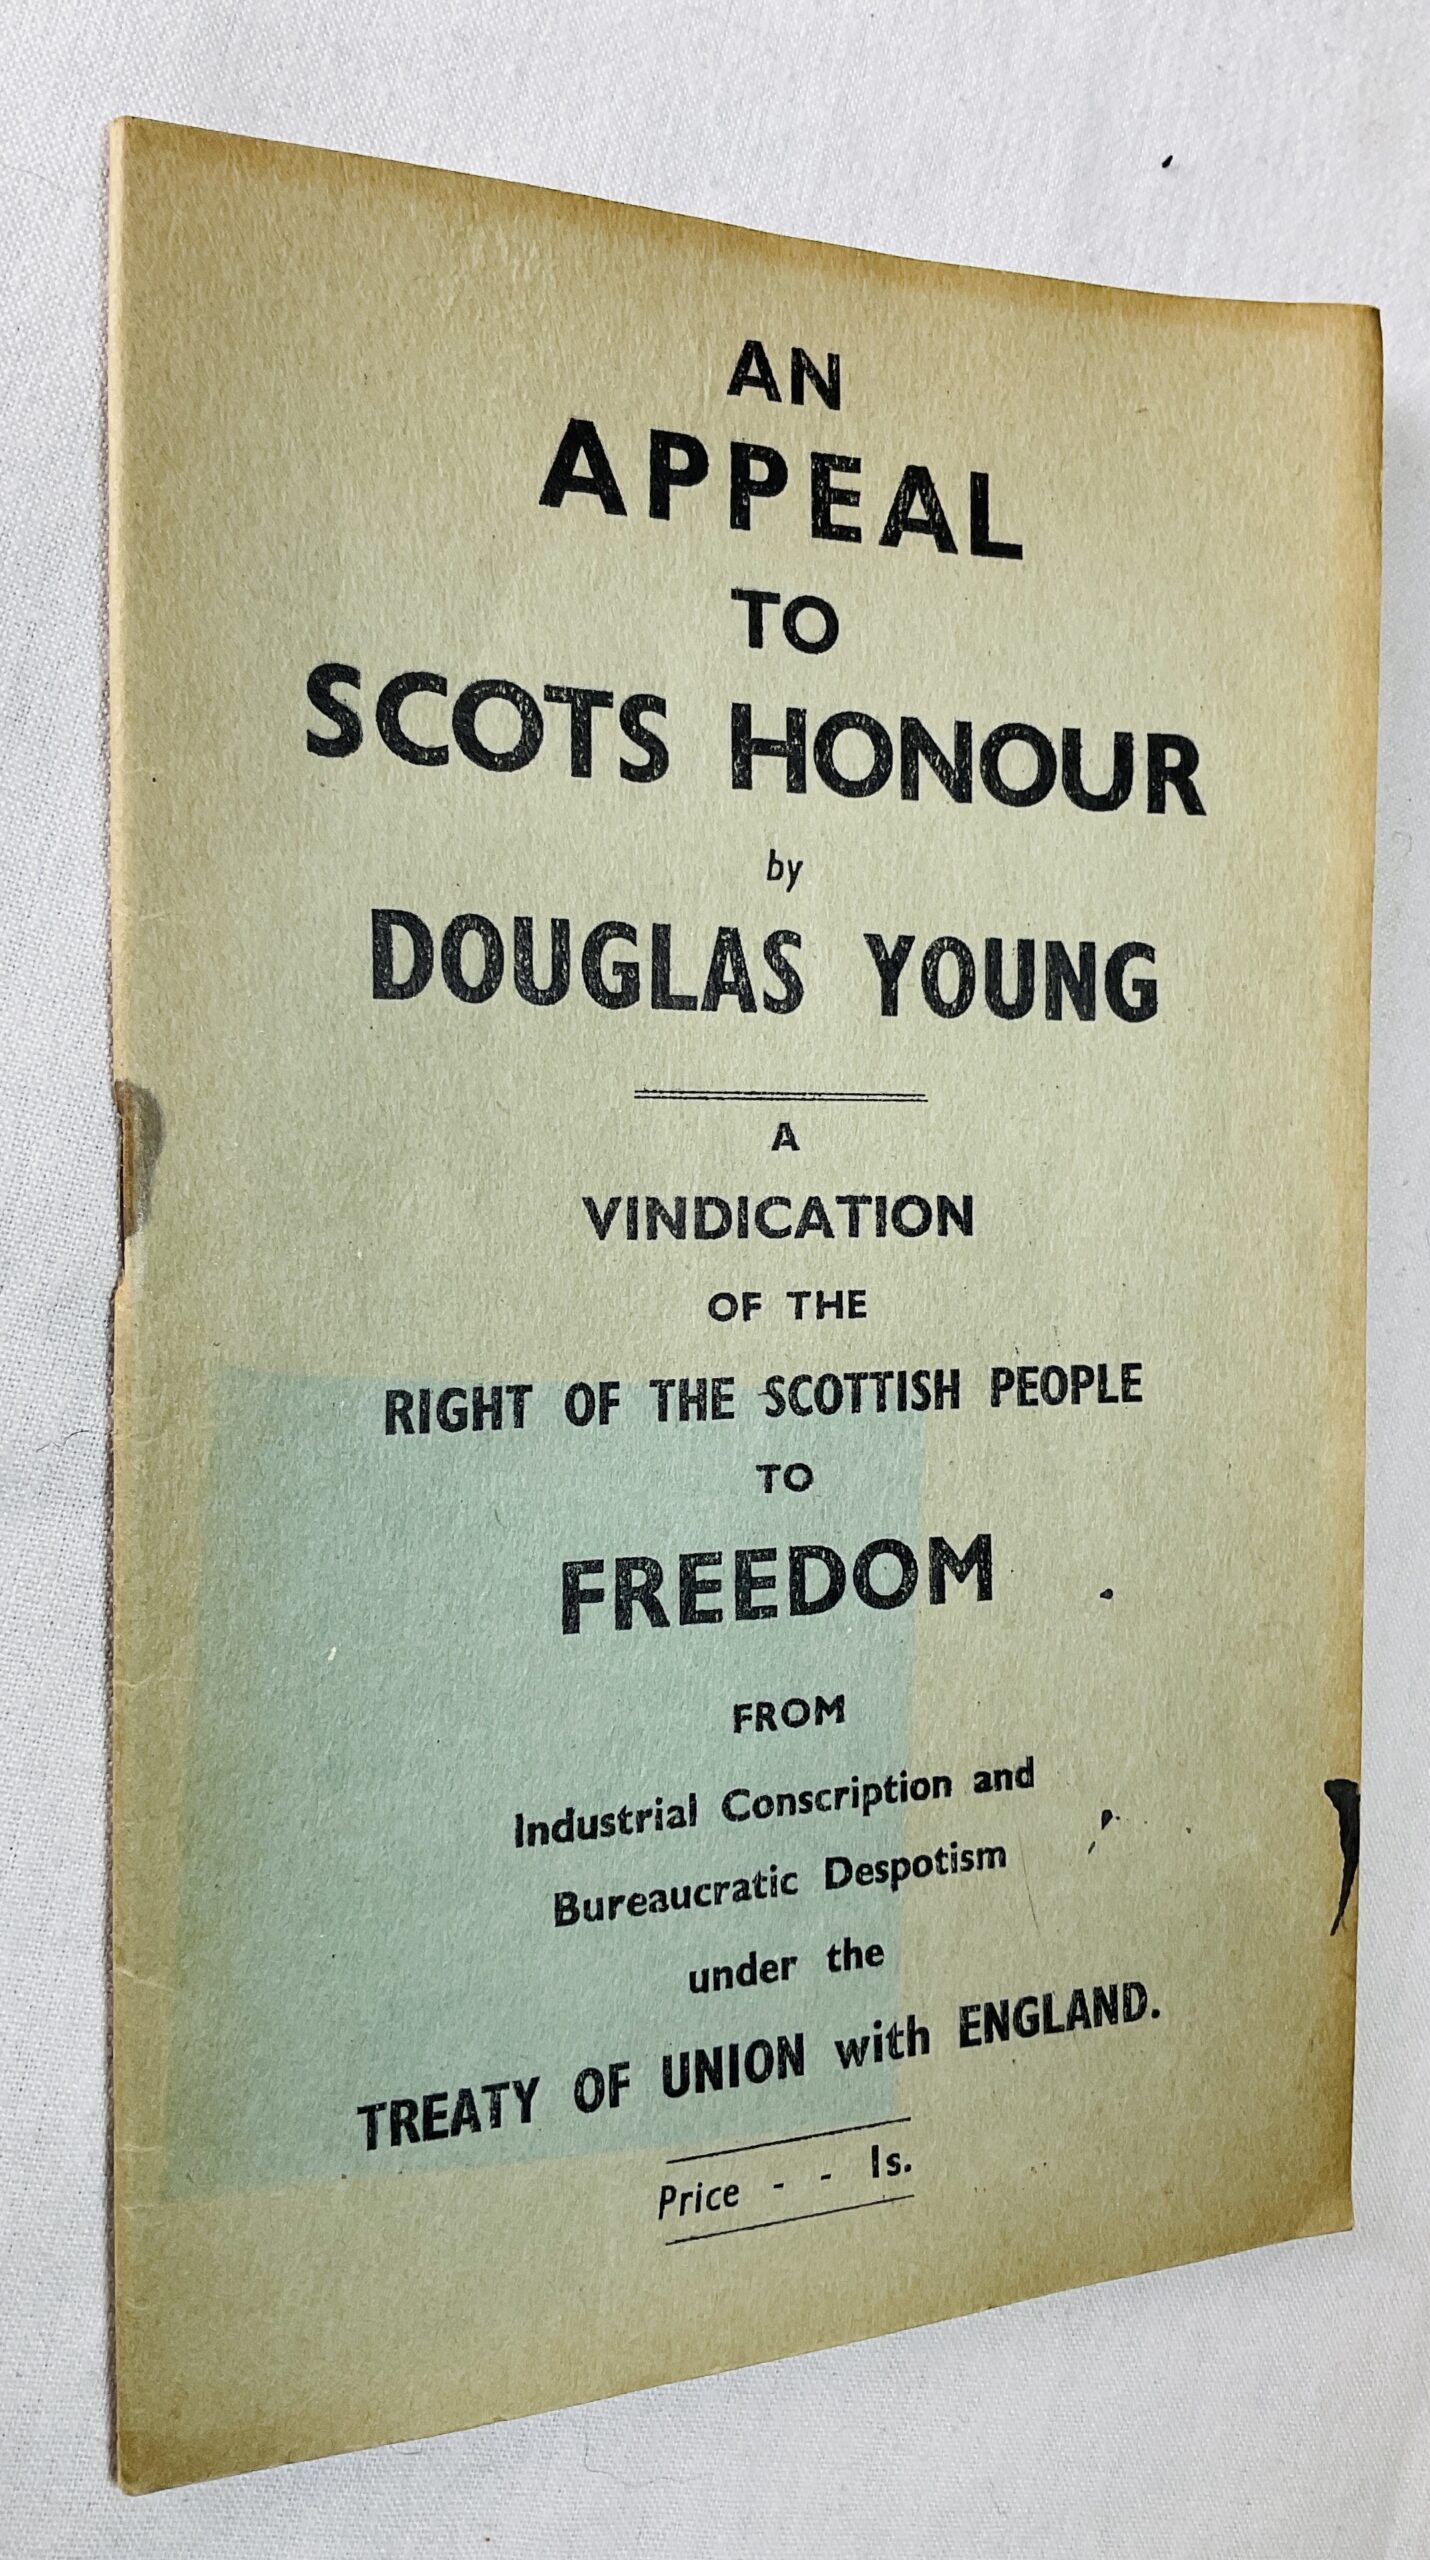 AN
APPEAL
TO
SCOTS HONOUR
by
DOUGLAS YOUNG
A
VINDICATION
OF THE
RIGHT OF THE SCOTTISH PEOPLE
TO
FREEDOM
FROM
Industrial Conscription and
Bureaucratic Despotism
under the
TREATY OF UNION with ENGLAND.
Price - - 1s.